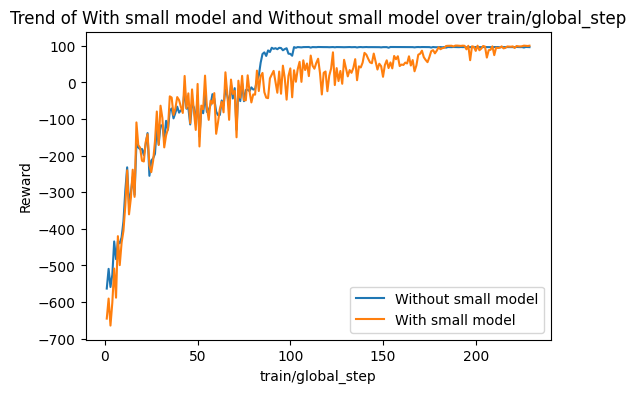 Trend of With small model and Without small model over train/global_step
100
0
−100
−200
−300
−400
−500
−600
−700
Reward
0
50
100
150
200
train/global_step
Without small model
With small model